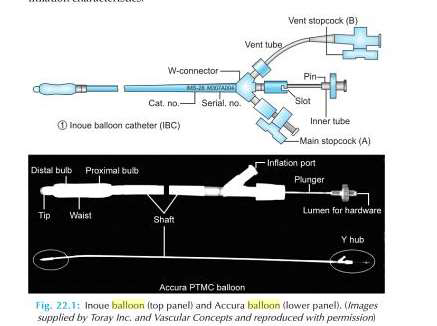 Vent stopcock (B)
Vent tube
W-connector
Pin
IMS-28 M307A004
Slot
Cat. no.
Serial. no.
Inner tube
① Inoue balloon catheter (IBC)
Main stopcock (A)
Inflation port
Distal bulb
Proximal bulb
Plunger
Tip
Waist
Shaft
Lumen for hardware
Y hub
Accura PTMC balloon
Fig. 22.1: Inoue balloon (top panel) and Accura balloon (lower panel). (Images
supplied by Toray Inc. and Vascular Concepts and reproduced with permission)